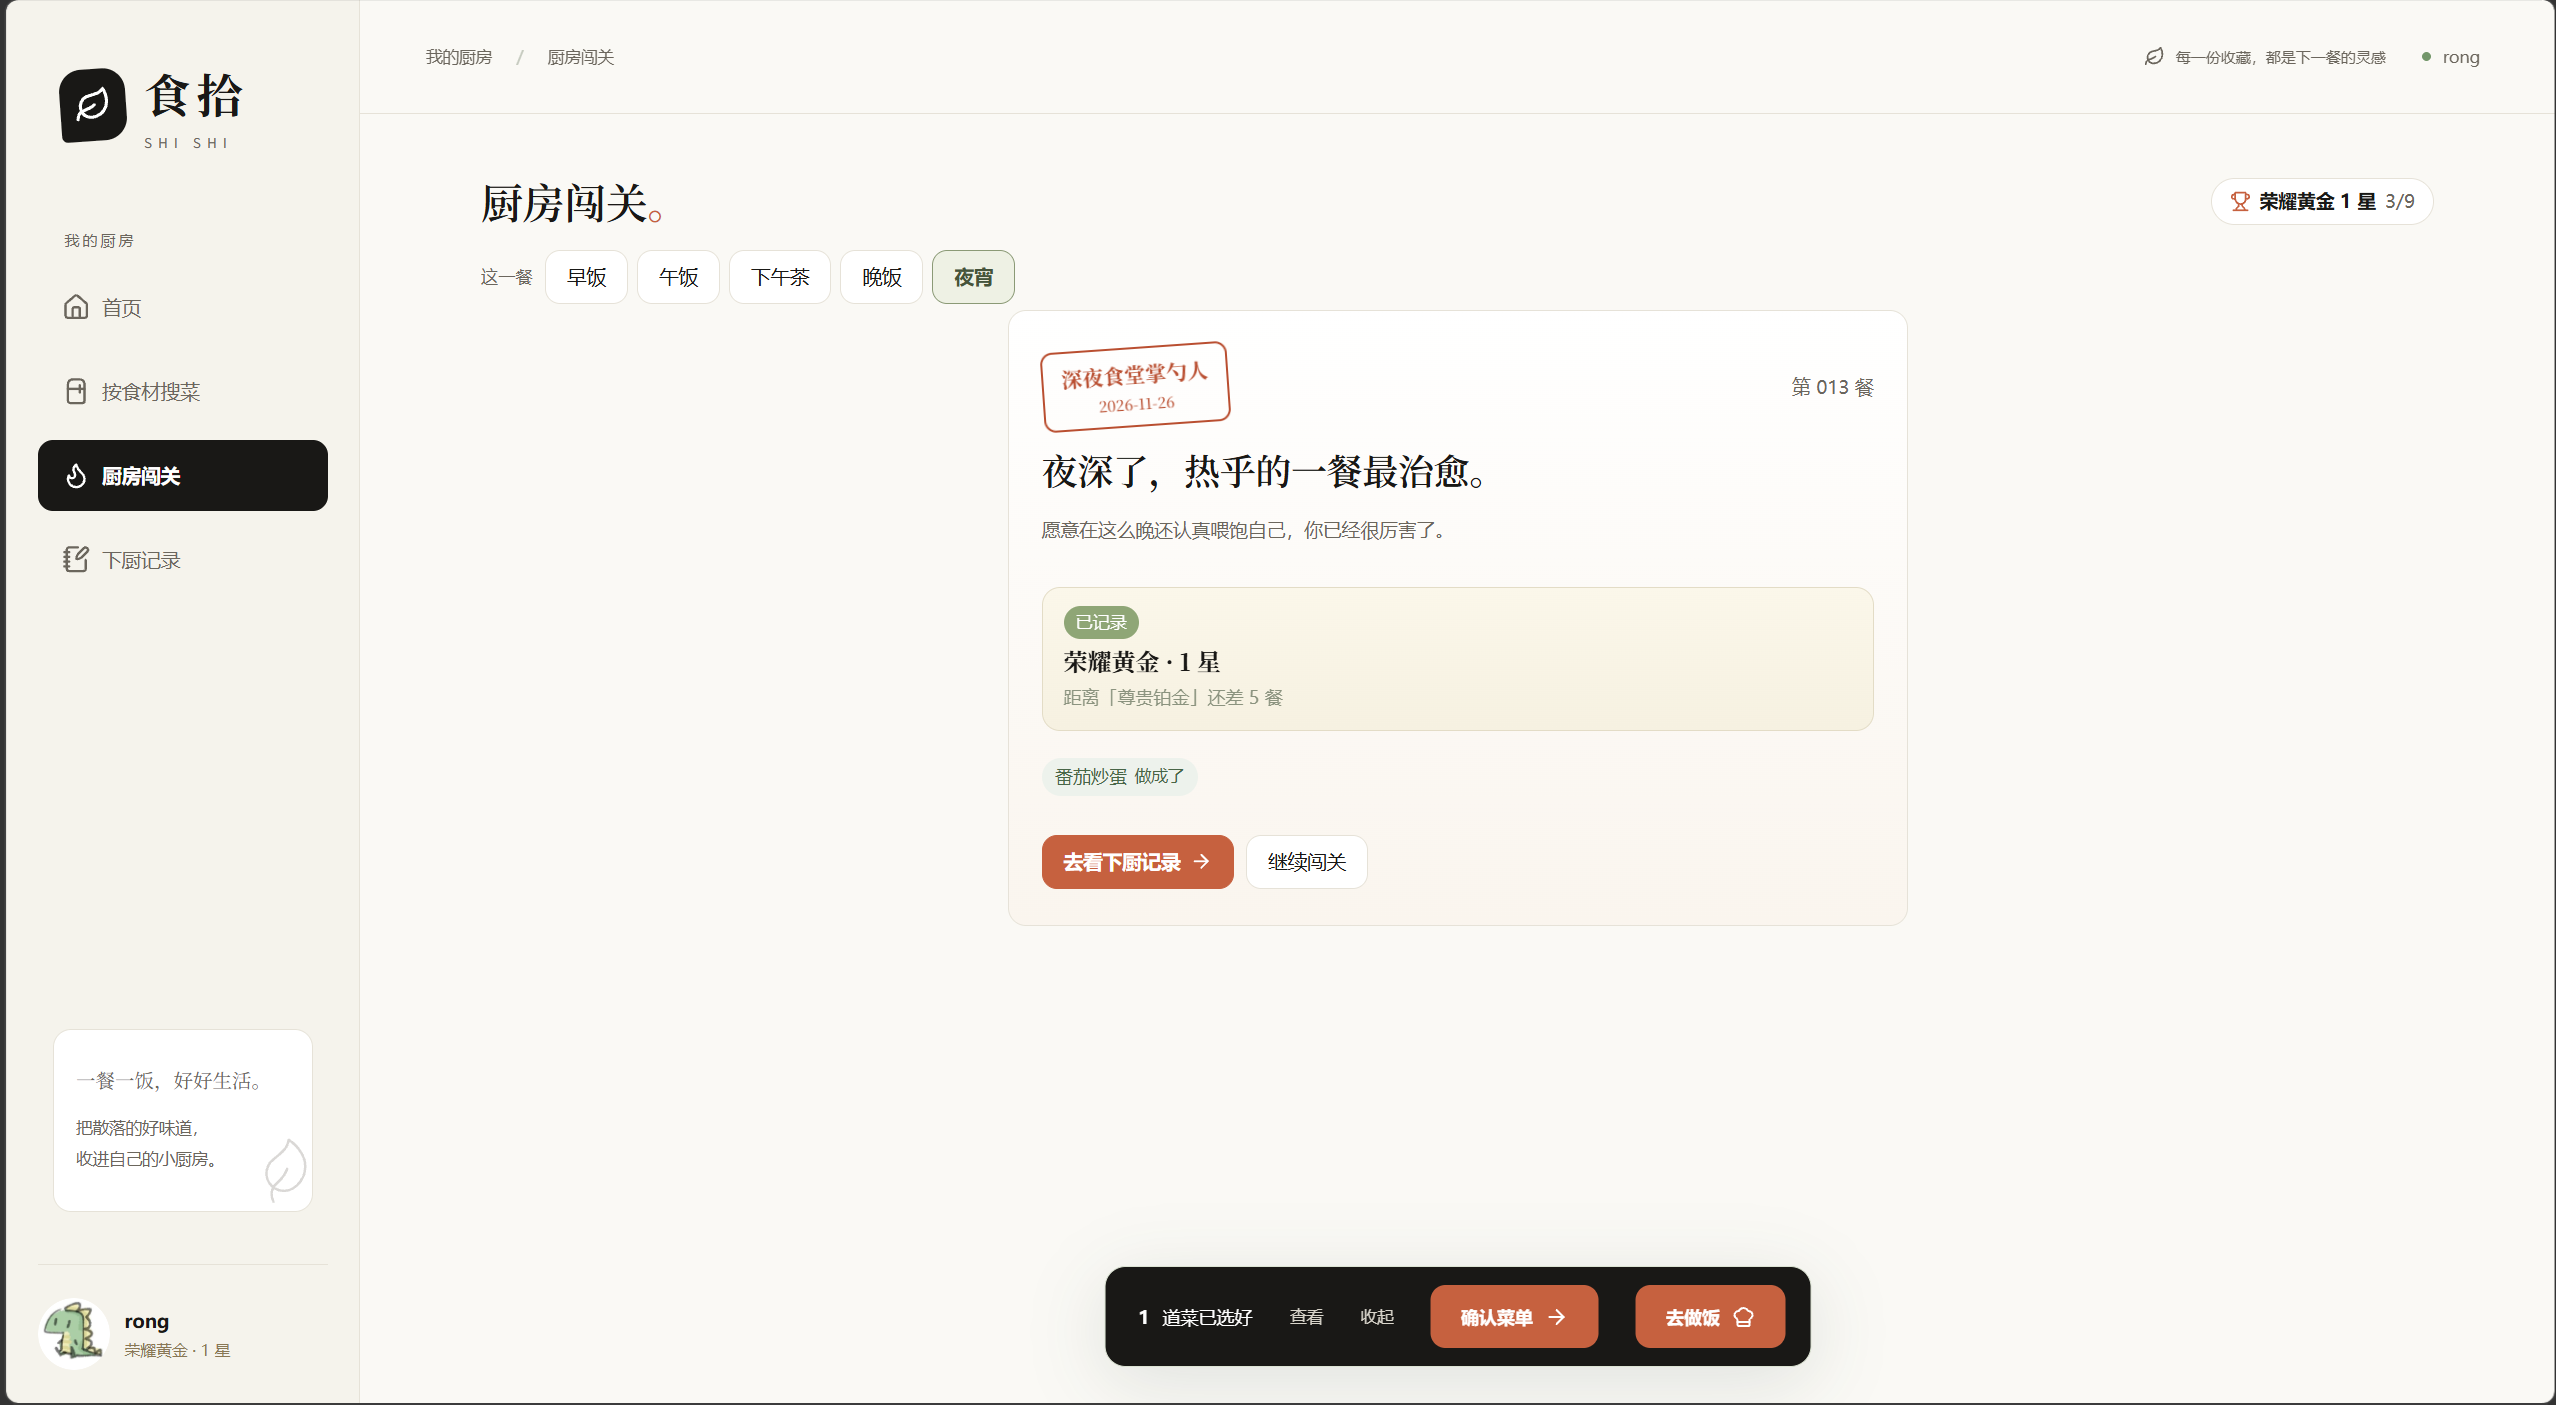 食拾
SHI SHI
我的厨房
首页
按食材搜菜
厨房闯关
下厨记录
一餐一饭，好好生活。
把散落的好味道，
收进自己的小厨房。
rong
荣耀黄金 · 1 星
我的厨房 / 厨房闯关
每一份收藏，都是下一餐的灵感
rong
厨房闯关。
荣耀黄金 1 星 3/9
这一餐 早饭 午饭 下午茶 晚饭 夜宵
深夜食堂掌勺人
2026-11-26
第 013 餐
夜深了，热乎的一餐最治愈。
愿意在这么晚还认真喂饱自己，你已经很厉害了。
已记录
荣耀黄金 · 1 星
距离「尊贵铂金」还差 5 餐
番茄炒蛋 做成了
去看下厨记录 → 继续闯关
1 道菜已选好 查看 收起 确认菜单 → 去做饭